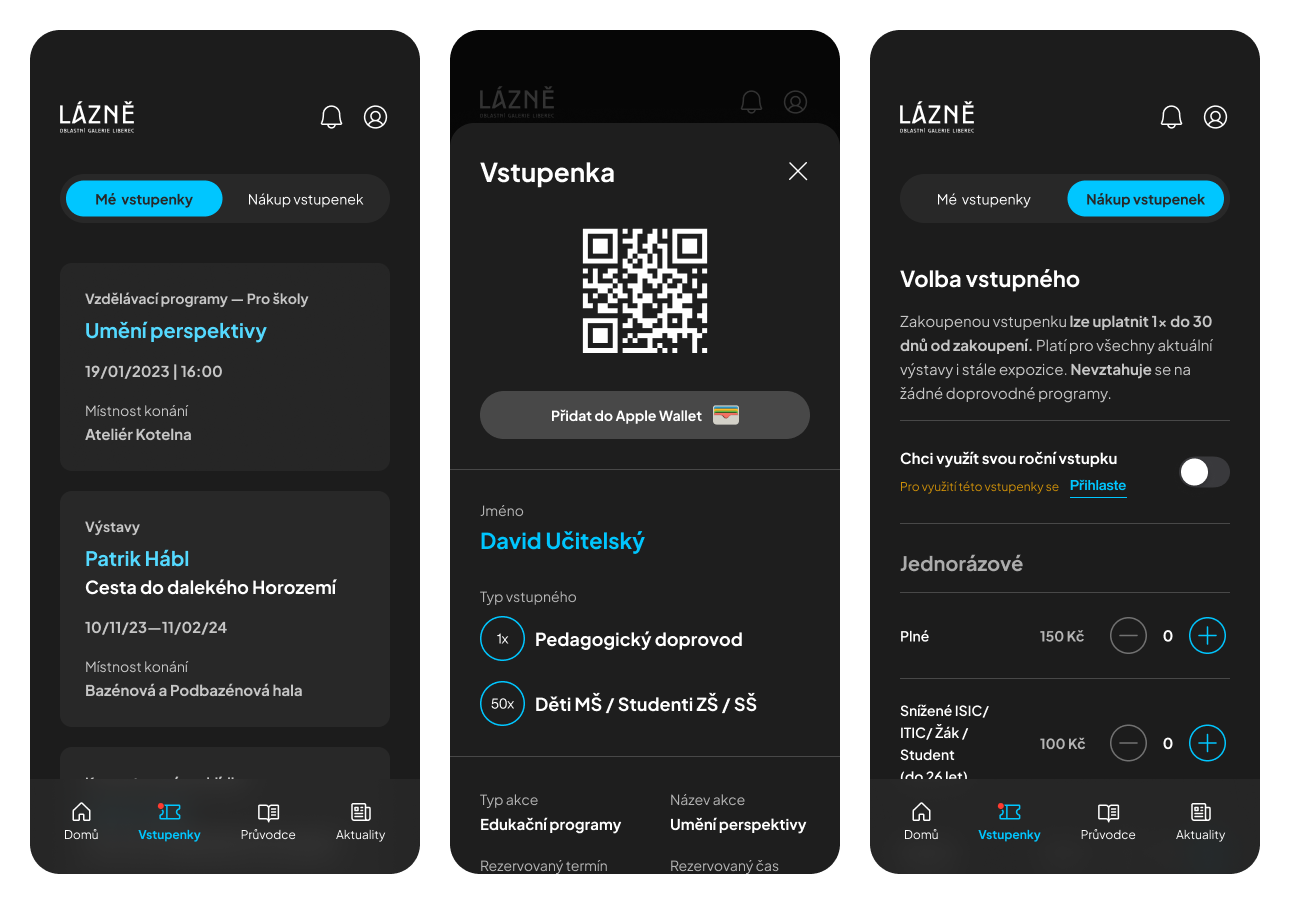 LÁZNĚ
OBLASTNÍ GALERIE LIBEREC
Mé vstupenky
Nákup vstupenek
Vzdělávací programy — Pro školy
Umění perspektivy
19/01/2023 | 16:00
Místnost konání
Ateliér Kotelna
Výstavy
Patrik Hábl
Cesta do dalekého Horozemí
10/11/23—11/02/24
Místnost konání
Bazénová a Podbazénová hala
Domů
Vstupenky
Průvodce
Aktuality
LÁZNĚ
OBLASTNÍ GALERIE LIBEREC
Vstupenka
Přidat do Apple Wallet
Jméno
David Učitelský
Typ vstupného
1x Pedagogický doprovod
50x Děti MŠ / Studenti ZŠ / SŠ
Typ akce
Edukační programy
Název akce
Umění perspektivy
Rezervovaný termín
Rezervovaný čas
LÁZNĚ
OBLASTNÍ GALERIE LIBEREC
Mé vstupenky
Nákup vstupenek
Volba vstupného
Zakoupenou vstupenku lze uplatnit 1× do 30
dnů od zakoupení. Platí pro všechny aktuální
výstavy i stále expozice. Nevztahuje se na
žádné doprovodné programy.
Chci využít svou roční vstupku
Pro využití této vstupenky se Přihlaste
Jednorázové
Plné 150 Kč 0
Snížené ISIC/
ITIC/ Žák /
Student
(do 26 let)
100 Kč 0
Domů
Vstupenky
Průvodce
Aktuality